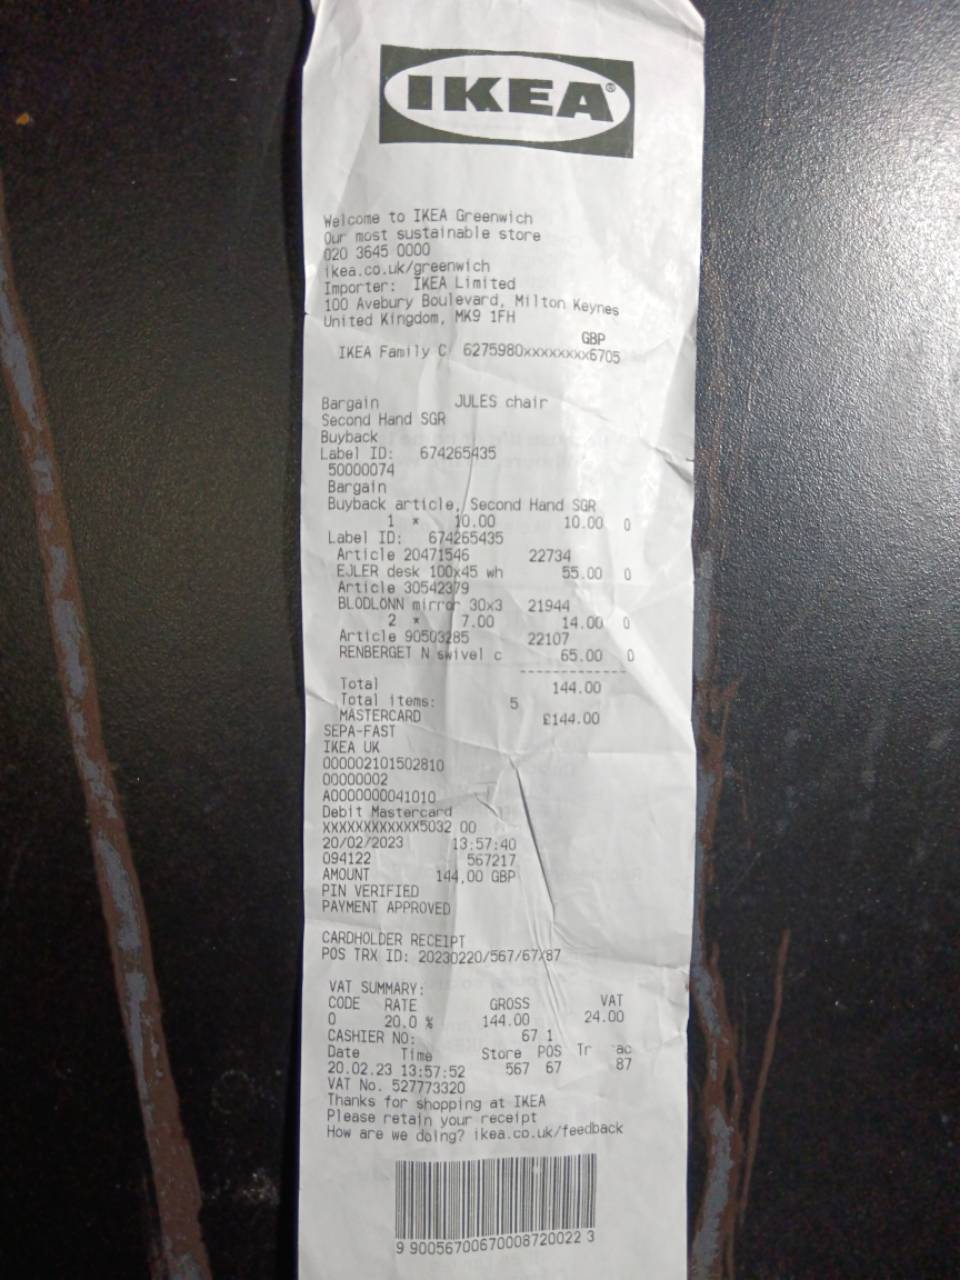 IKEA®
Welcome to IKEA Greenwich
Our most sustainable store
020 3645 0000
ikea.co.uk/greenwich
Importer: IKEA Limited
100 Avebury Boulevard, Milton Keynes
United Kingdom, MK9 1FH
GBP
IKEA Family C 6275980xxxxxxxx6705
Bargain JULES chair
Second Hand SGR
Buyback
Label ID: 674265435
50000074
Bargain
Buyback article, Second Hand SGR
1 * 10.00 10.00 0
Label ID: 674265435
Article 20471546 22734
EJLER desk 100x45 wh 55.00 0
Article 30542379
BLODLONN mirror 30x3 21944
2 * 7.00 14.00 0
Article 90503285 22107
RENBERGET N swivel c 65.00 0
--------------
Total 144.00
Total items: 5
MASTERCARD £144.00
SEPA-FAST
IKEA UK
000002101502810
00000002
A0000000041010
Debit Mastercard
XXXXXXXXXXXX5032 00
20/02/2023 13:57:40
094122 567217
AMOUNT 144,00 GBP
PIN VERIFIED
PAYMENT APPROVED
CARDHOLDER RECEIPT
POS TRX ID: 20230220/567/67/87
VAT SUMMARY:
CODE RATE GROSS VAT
0 20.0 % 144.00 24.00
CASHIER NO: 67 1
Date Time Store POS Tr ac
20.02.23 13:57:52 567 67 87
VAT No. 527773320
Thanks for shopping at IKEA
Please retain your receipt
How are we doing? ikea.co.uk/feedback
9 900567006700087200223